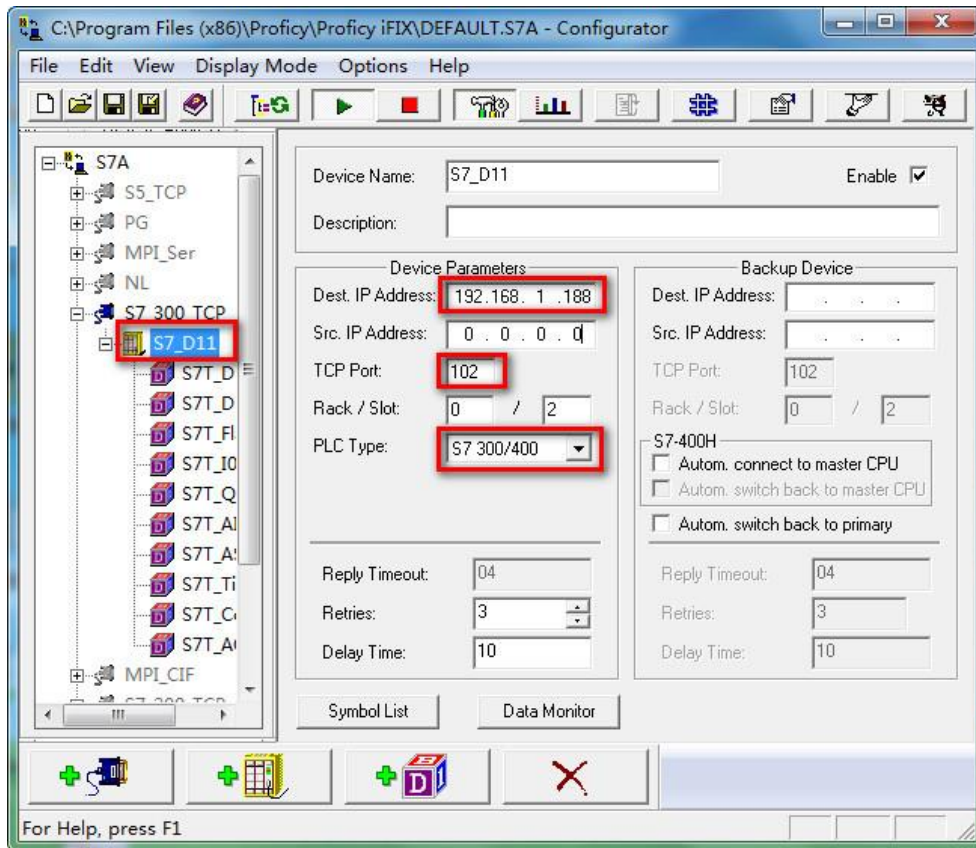 C:\Program Files (x86)\Proficy\Proficy iFIX\DEFAULT.S7A - Configurator
File Edit View Display Mode Options Help
S7A
S5_TCP
PG
MPI_Ser
NL
S7_300_TCP
S7_D11
S7T_D
S7T_D
S7T_Fl
S7T_I0
S7T_Q
S7T_Al
S7T_A
S7T_Ti
S7T_C
S7T_A
MPI_CIF
Device Name: S7_D11 Enable
Description:
Device Parameters
Dest. IP Address: 192.168. 1 .188
Src. IP Address: 0 . 0 . 0 . 0
TCP Port: 102
Rack / Slot: 0 / 2
PLC Type: S7 300/400
Reply Timeout: 04
Retries: 3
Delay Time: 10
Backup Device
Dest. IP Address: . . .
Src. IP Address: . . .
TCP Port: 102
Rack / Slot: 0 / 2
S7-400H
Autom. connect to master CPU
Autom. switch back to master CPU
Autom. switch back to primary
Reply Timeout: 04
Retries: 3
Delay Time: 10
Symbol List Data Monitor
D
For Help, press F1